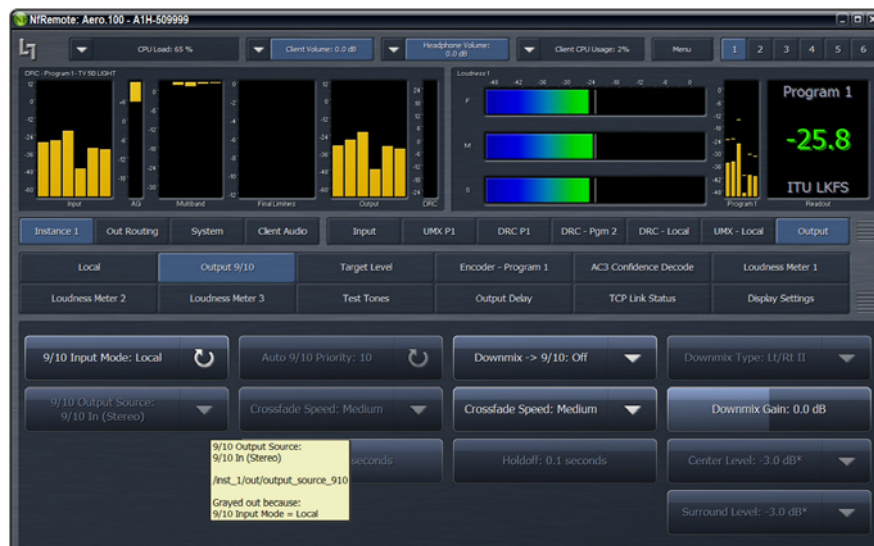 NfRemote: Aero.100 - A1H-509999
CPU Load: 65 %
Client Volume: 0.0 dB
Headphone Volume:
0.0 dB
Client CPU Usage: 2%
Menu
1 2 3 4 5 6
DRC - Program 1 - TV 5B LIGHT
Loudness 1
F
M
S
Input
AG
Multiband
Final Limiters
Output
DRC
Program 1
Program 1
-25.8
ITU LKFS
Readout
Instance 1
Out Routing
System
Client Audio
Input
UMX P1
DRC P1
DRC - Pgm 2
DRC - Local
UMX - Local
Output
Local
Output 9/10
Target Level
Encoder - Program 1
AC3 Confidence Decode
Loudness Meter 1
Loudness Meter 2
Loudness Meter 3
Test Tones
Output Delay
TCP Link Status
Display Settings
9/10 Input Mode: Local
Auto 9/10 Priority: 10
Downmix -> 9/10: Off
Downmix Type: Lt/Rt II
9/10 Output Source:
9/10 In (Stereo)
Crossfade Speed: Medium
Crossfade Speed: Medium
Downmix Gain: 0.0 dB
9/10 Output Source:
9/10 In (Stereo)
/inst_1/out/output_source_910
Grayed out because:
9/10 Input Mode = Local
seconds
Holdoff: 0.1 seconds
Center Level: -3.0 dB*
Surround Level: -3.0 dB*